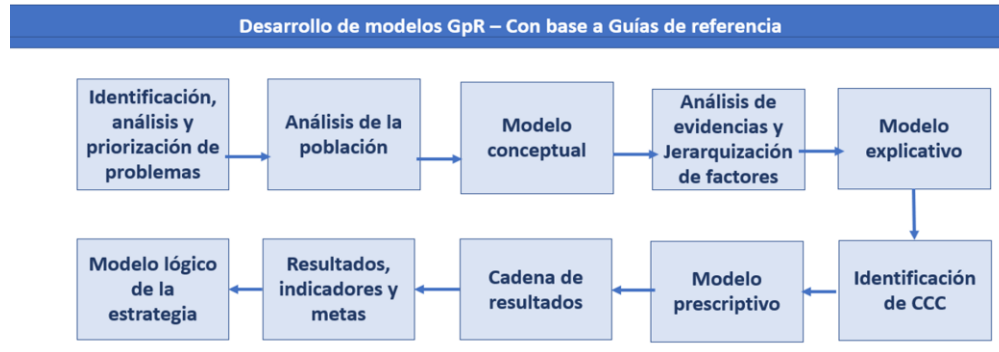 Desarrollo de modelos GpR – Con base a Guías de referencia
Identificación,
análisis y
priorización de
problemas
Análisis de la
población
Modelo
conceptual
Análisis de
evidencias y
Jerarquización
de factores
Modelo
explicativo
Identificación
de CCC
Modelo
prescriptivo
Cadena de
resultados
Resultados,
indicadores y
metas
Modelo lógico
de la
estrategia